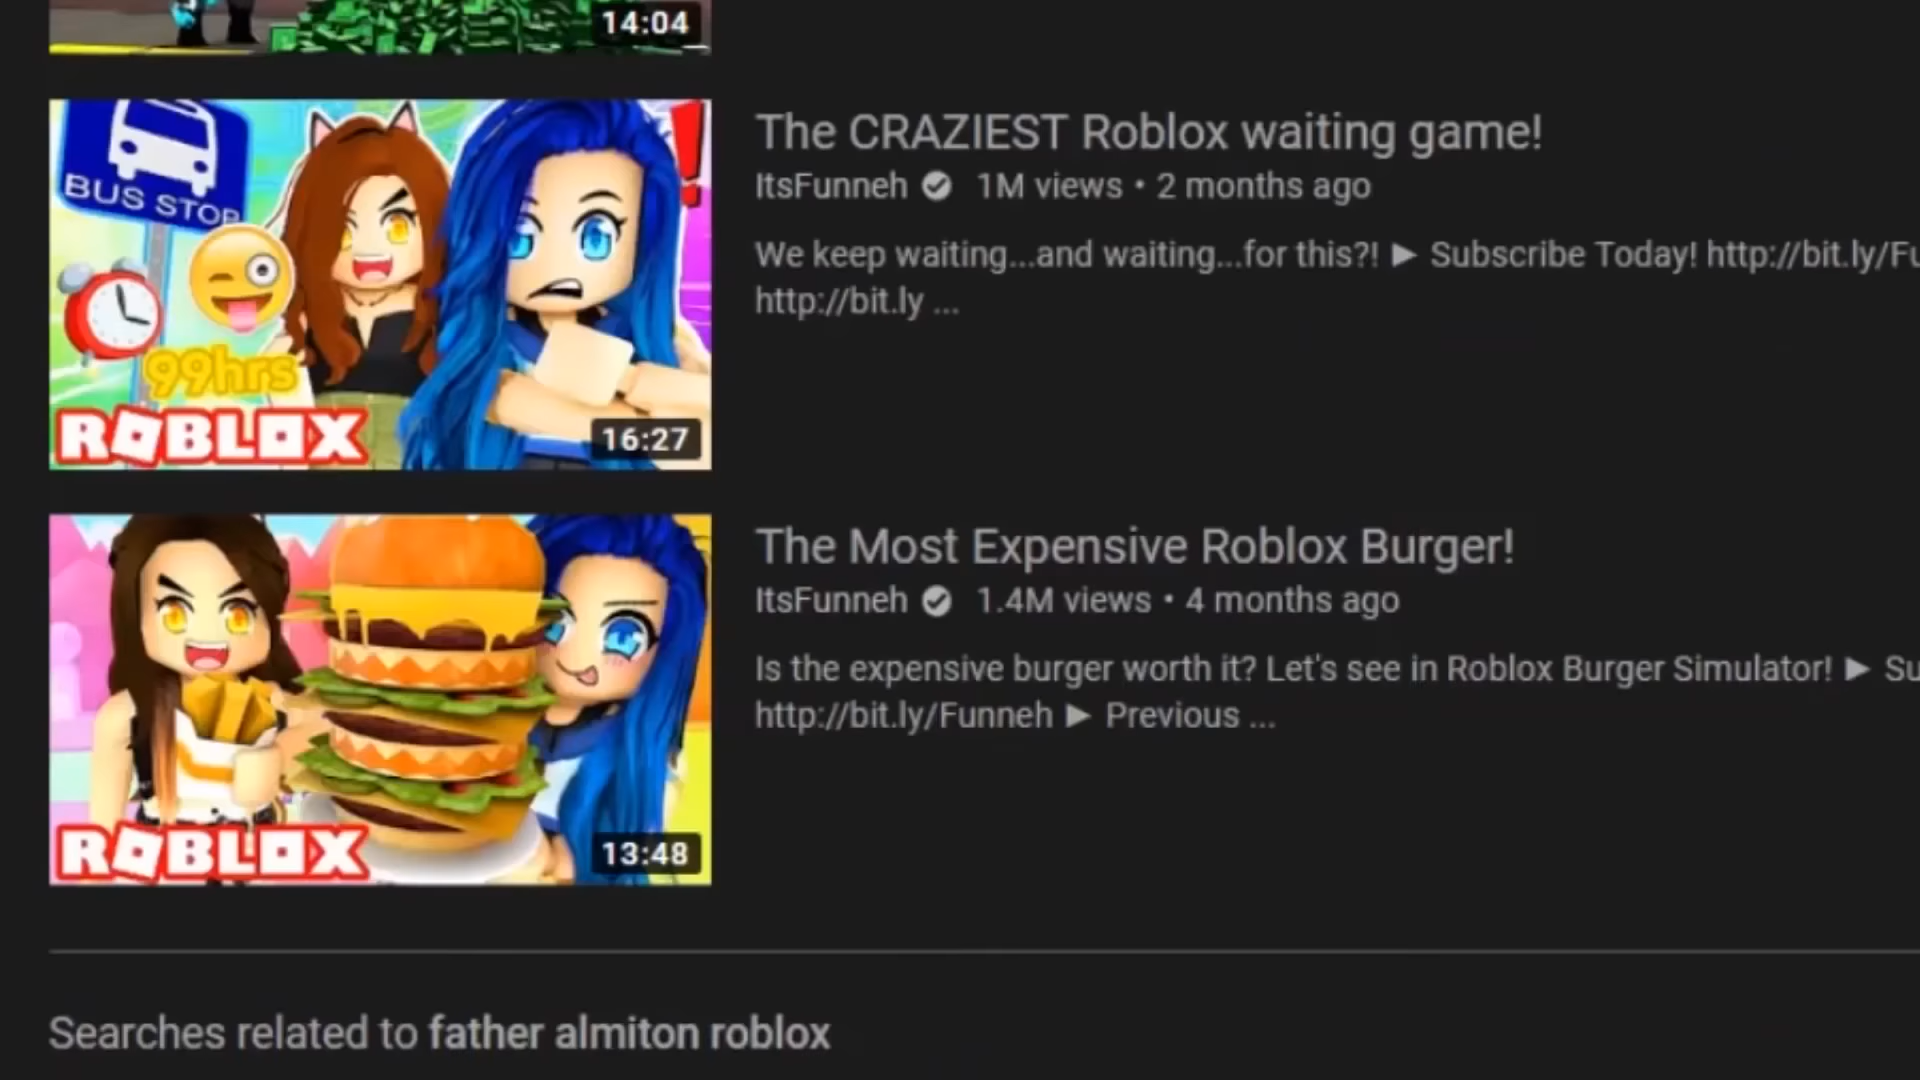 14:04
BUS STOP
99hrs
ROBLOX
16:27
The CRAZIEST Roblox waiting game!
ItsFunneh 1M views • 2 months ago
We keep waiting...and waiting...for this?! ► Subscribe Today! http://bit.ly/Fu
http://bit.ly ...
ROBLOX
13:48
The Most Expensive Roblox Burger!
ItsFunneh 1.4M views • 4 months ago
Is the expensive burger worth it? Let's see in Roblox Burger Simulator! ► Su
http://bit.ly/Funneh ► Previous ...
Searches related to father almiton roblox